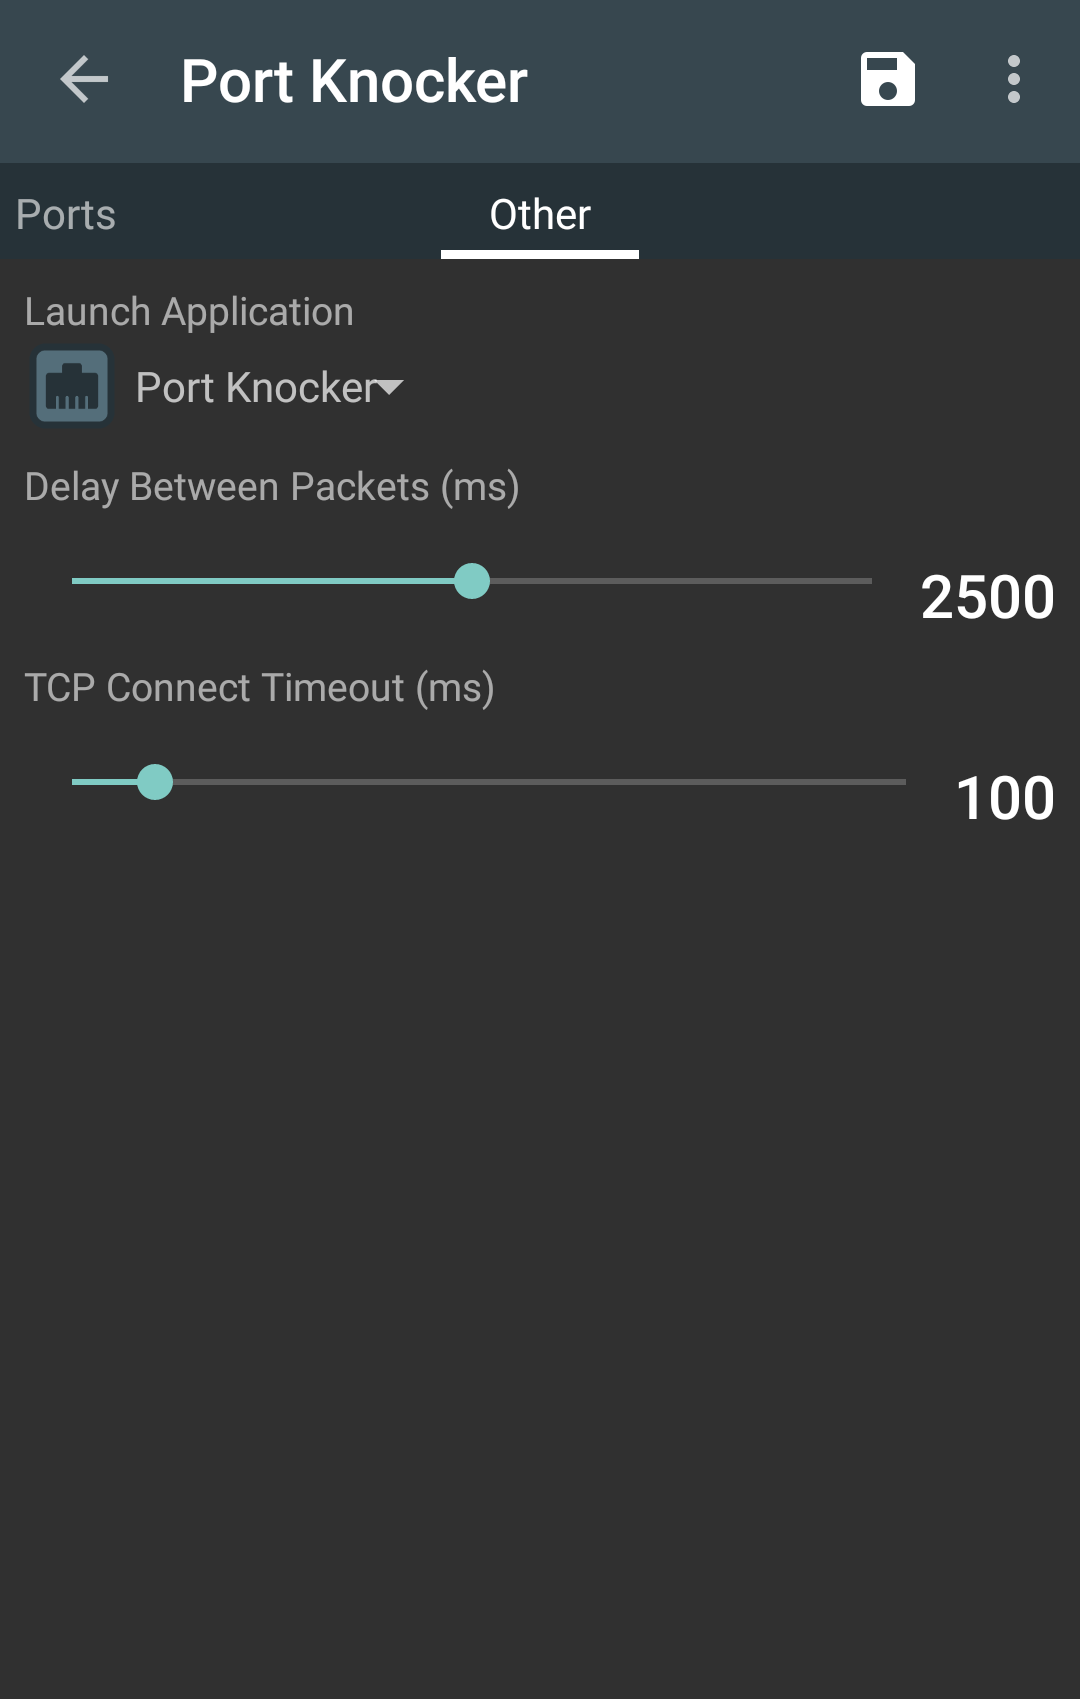 Port Knocker
Ports
Other
Launch Application
Port Knocker
Delay Between Packets (ms)
2500
TCP Connect Timeout (ms)
100